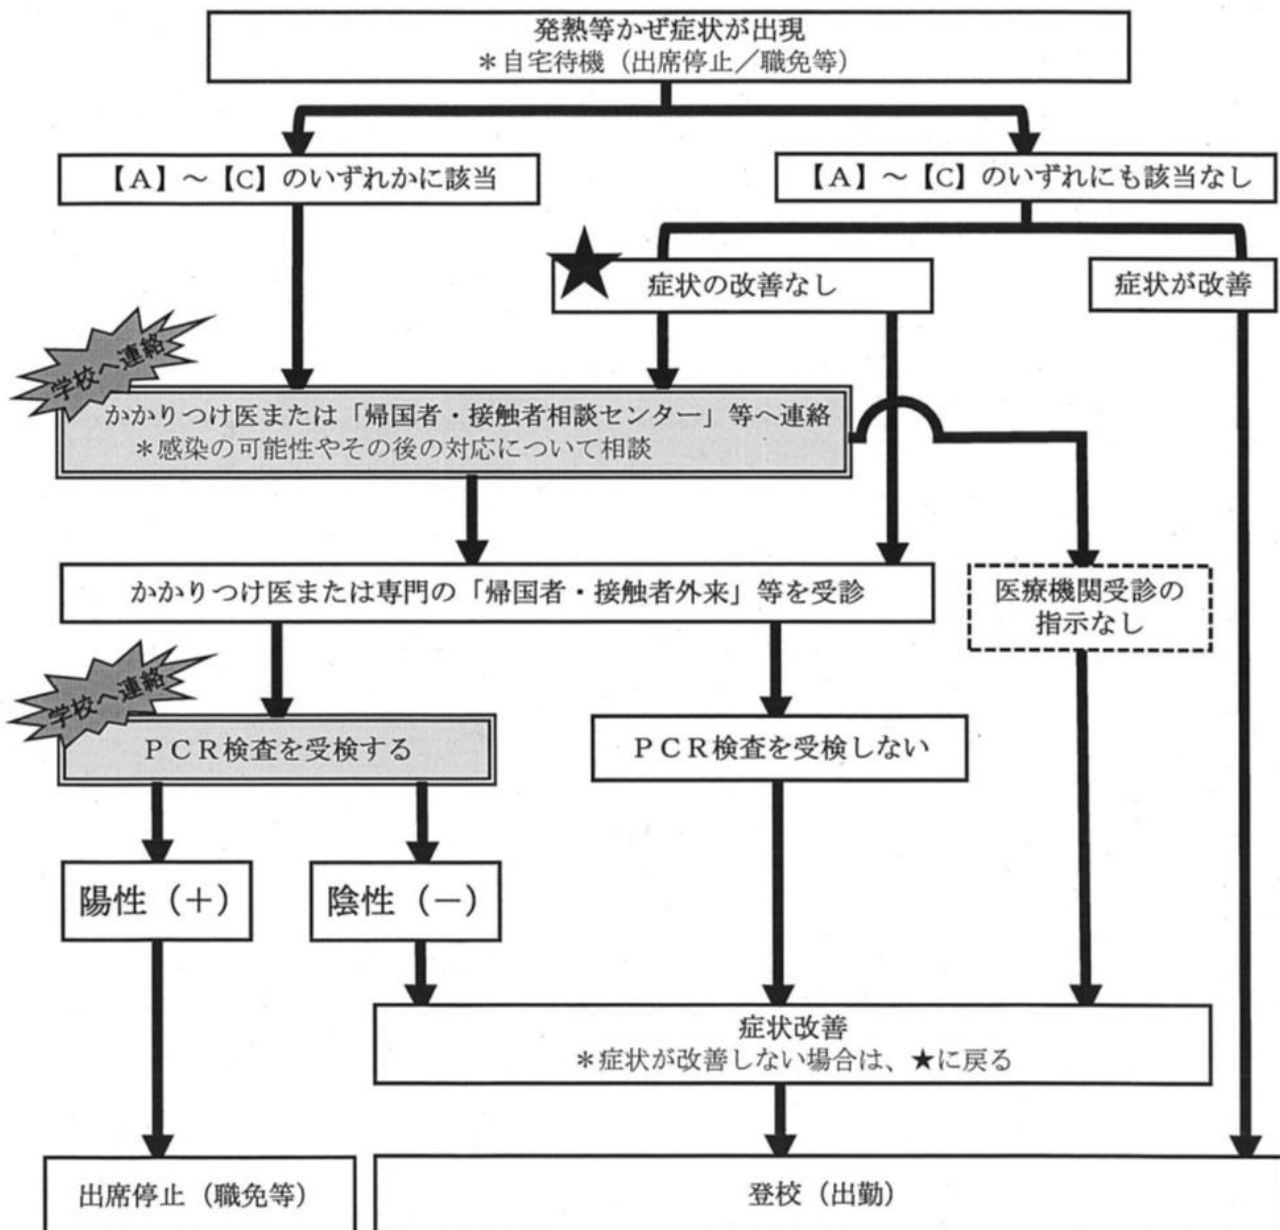 発熱等かぜ症状が出現
＊自宅待機（出席停止／職免等）
【A】～【C】のいずれかに該当
【A】～【C】のいずれにも該当なし
★
症状の改善なし
症状が改善
学校へ連絡
かかりつけ医または「帰国者・接触者相談センター」等へ連絡
＊感染の可能性やその後の対応について相談
かかりつけ医または専門の「帰国者・接触者外来」等を受診
医療機関受診の
指示なし
学校へ連絡
ＰＣＲ検査を受検する
ＰＣＲ検査を受検しない
陽性（＋）
陰性（－）
症状改善
＊症状が改善しない場合は、★に戻る
出席停止（職免等）
登校（出勤）